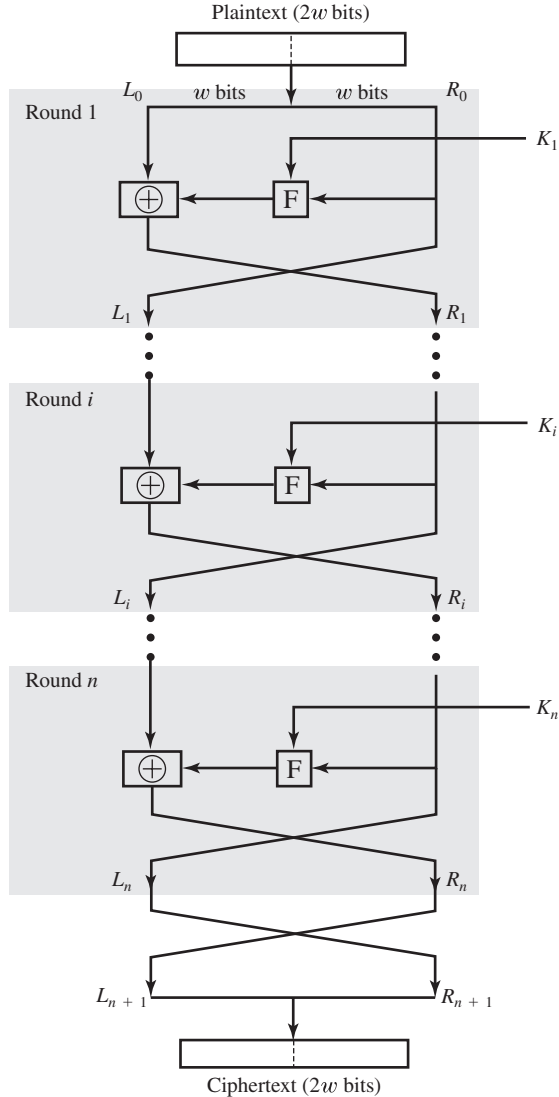 Plaintext (2w bits)
L0 w bits w bits R0
Round 1
K1
F
L1 R1
Round i
Ki
F
Li Ri
Round n
Kn
F
Ln Rn
Ln + 1 Rn + 1
Ciphertext (2w bits)